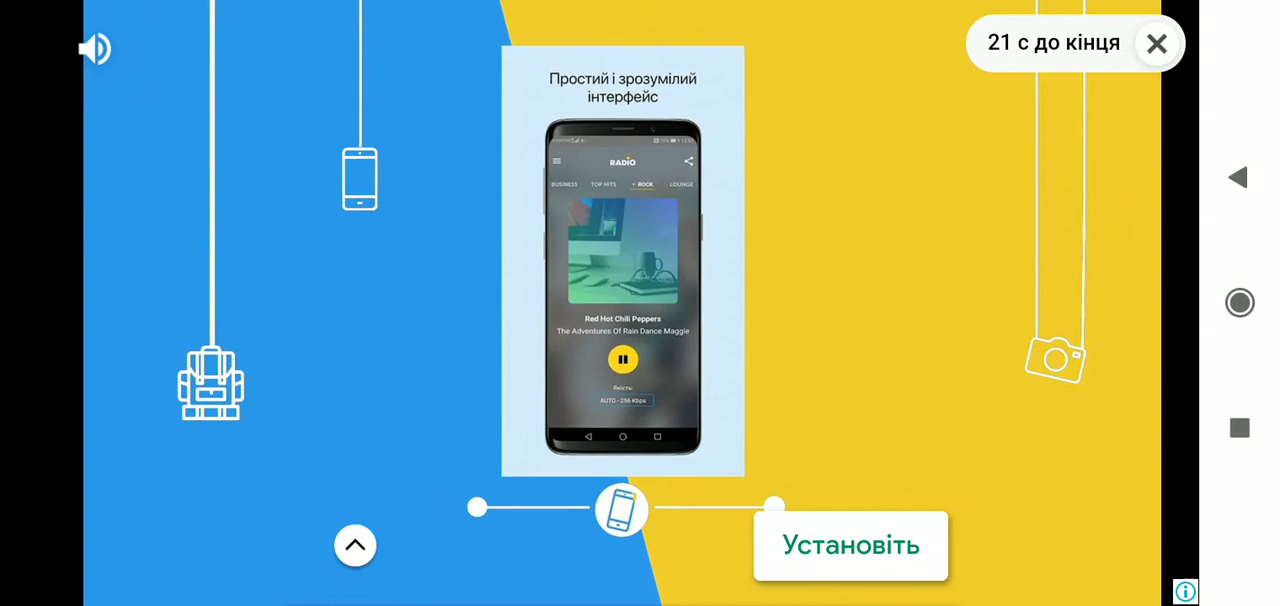 21 с до кінця
Простий і зрозумілий
інтерфейс
RADIO
BUSINESS TOP HITS • ROCK LOUNGE
Red Hot Chili Peppers
The Adventures Of Rain Dance Maggie
Якість:
AUTO - 256 Kbps
Установіть